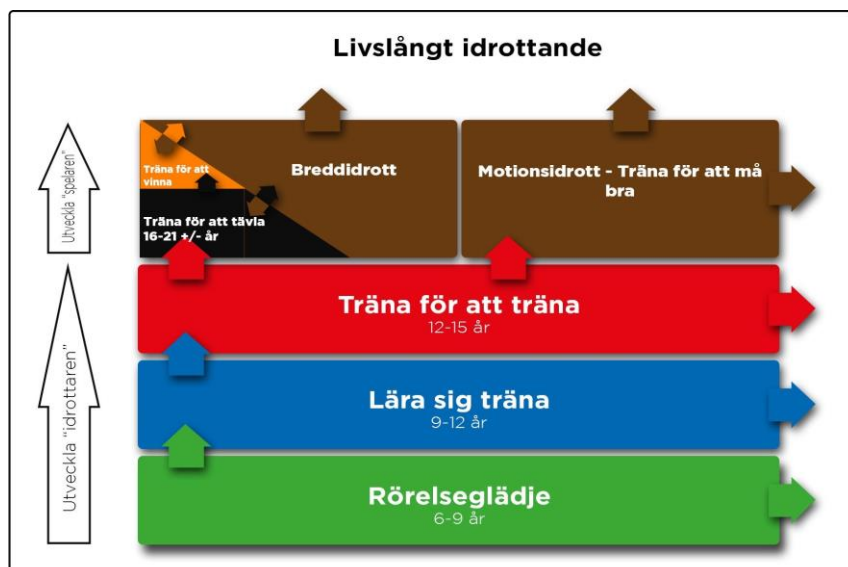 Livslångt idrottande
Utveckla "spelaren"
Träna för att
vinna
Breddidrott
Motionsidrott - Träna för att må
bra
Träna för att tävla
16-21 +/- år
Utveckla "idrottaren"
Träna för att träna
12-15 år
Lära sig träna
9-12 år
Rörelseglädje
6-9 år